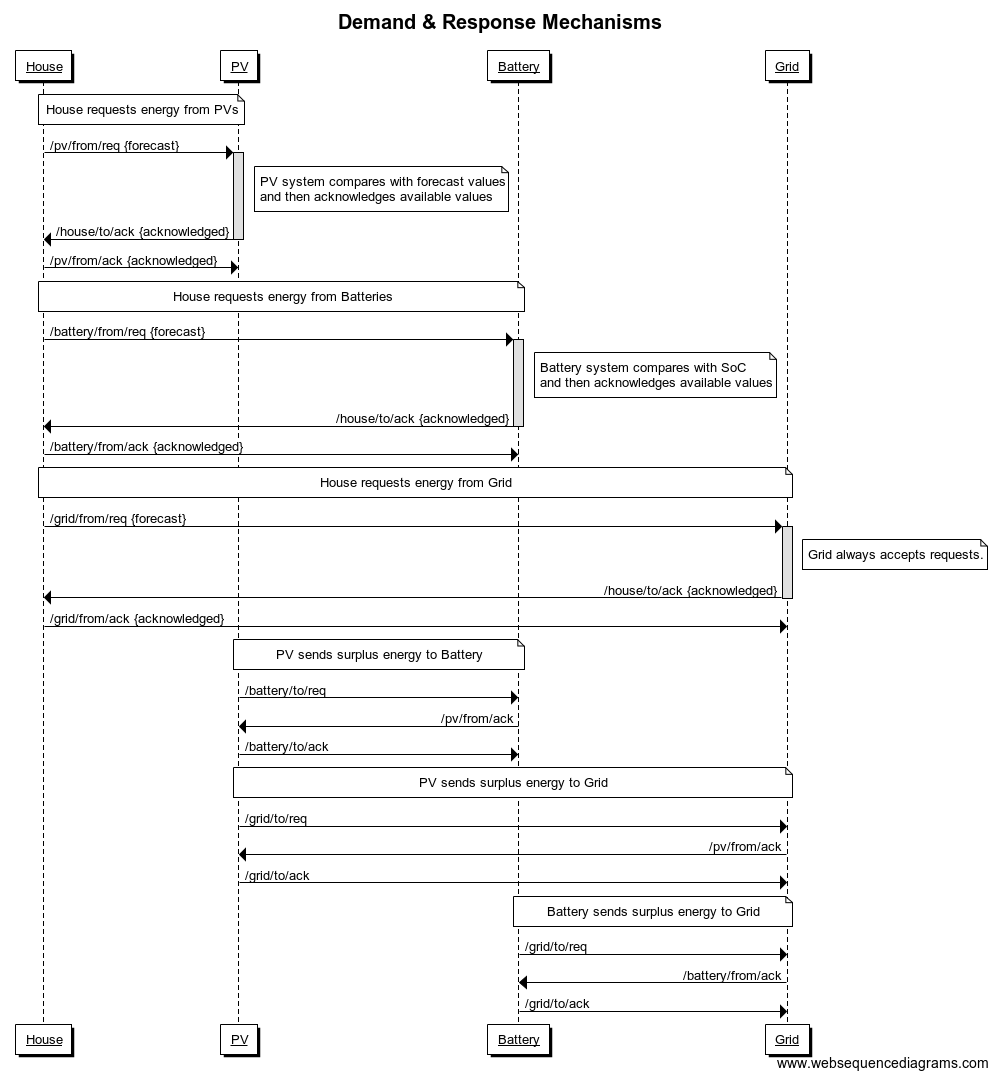 Demand & Response Mechanisms
House
PV
Battery
Grid
House requests energy from PVs
/pv/from/req {forecast}
PV system compares with forecast values
and then acknowledges available values
/house/to/ack {acknowledged}
/pv/from/ack {acknowledged}
House requests energy from Batteries
/battery/from/req {forecast}
Battery system compares with SoC
and then acknowledges available values
/house/to/ack {acknowledged}
/battery/from/ack {acknowledged}
House requests energy from Grid
/grid/from/req {forecast}
Grid always accepts requests.
/house/to/ack {acknowledged}
/grid/from/ack {acknowledged}
PV sends surplus energy to Battery
/battery/to/req
/pv/from/ack
/battery/to/ack
PV sends surplus energy to Grid
/grid/to/req
/pv/from/ack
/grid/to/ack
Battery sends surplus energy to Grid
/grid/to/req
/battery/from/ack
/grid/to/ack
House
PV
Battery
Grid
www.websequencediagrams.com